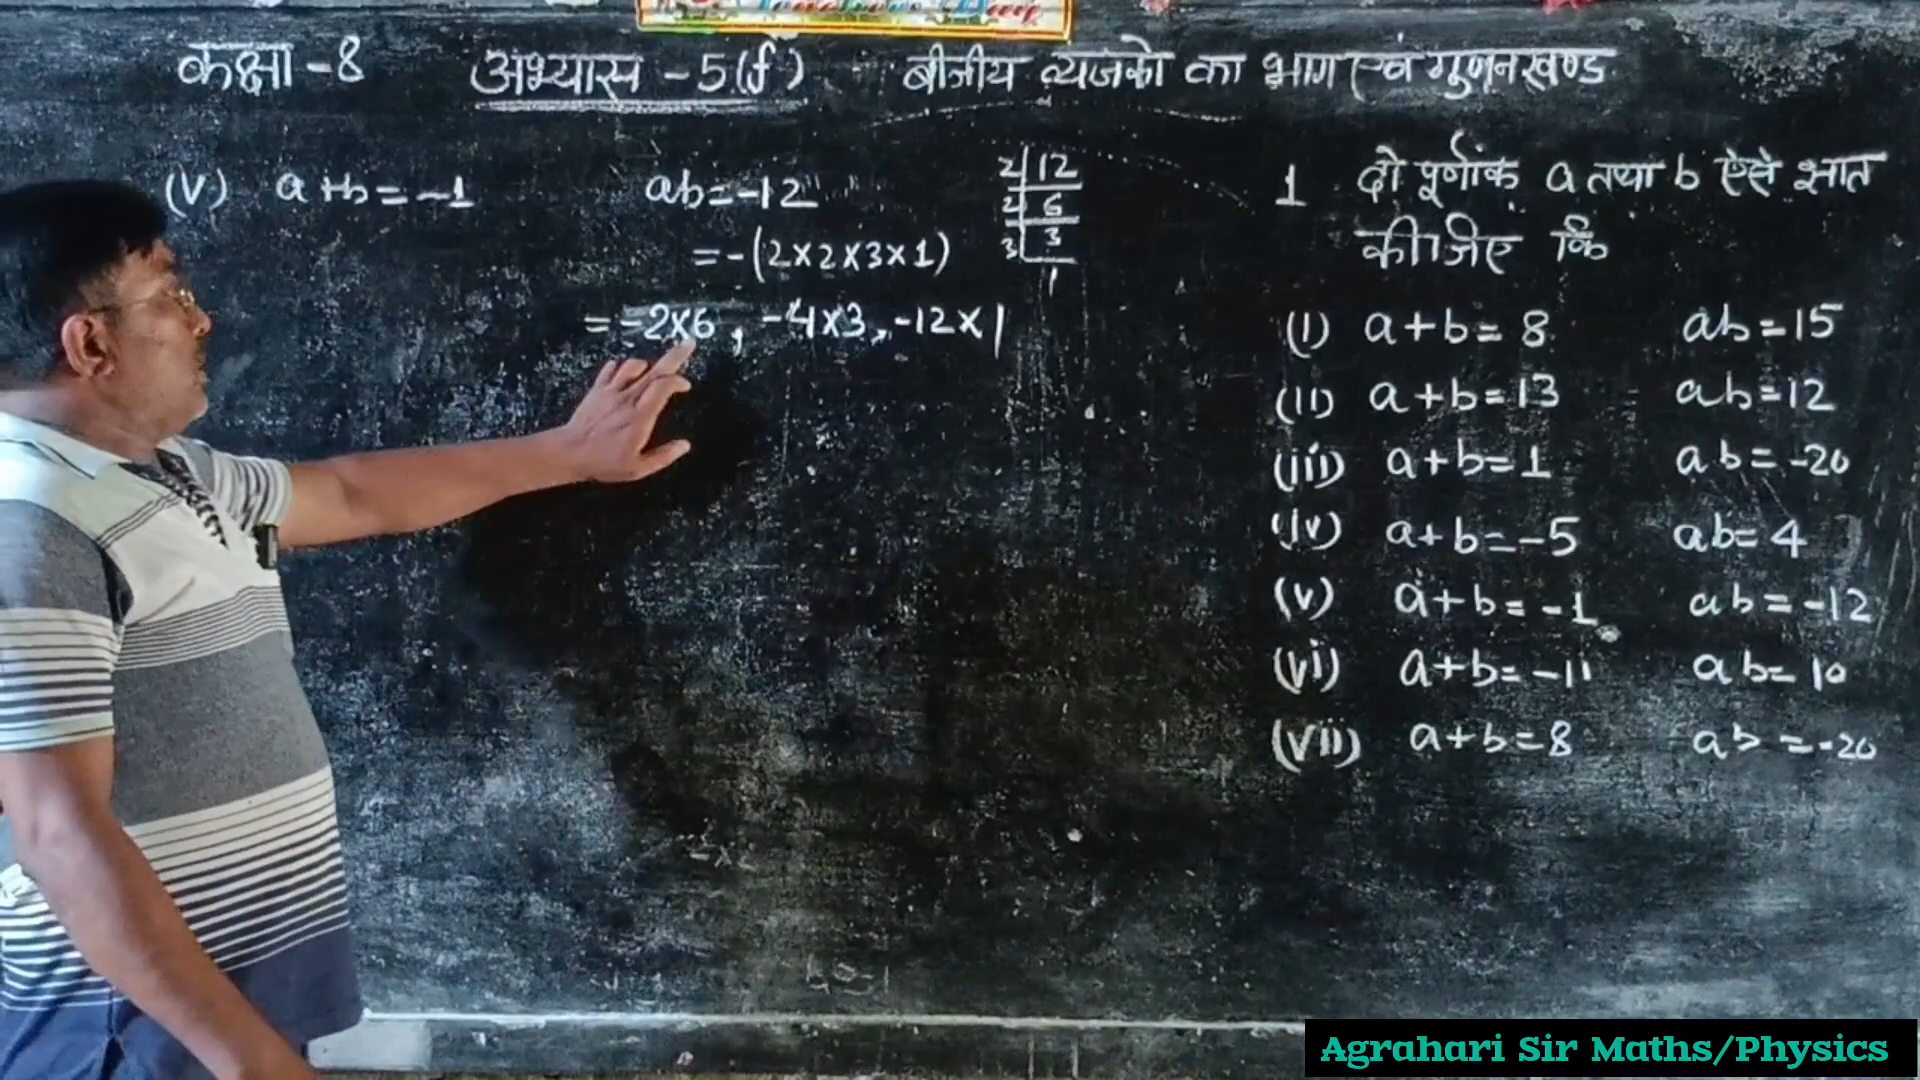 कक्षा -8 अभ्यास -5(f) बीजीय व्यंजको का भाग एवं गुणनखण्ड
(v) a+b=-1 ab=-12
=-(2×2×3×1)
=-2×6, -4×3, -12×1
2|12
2|6
3|3
1
1 दो पूर्णांक a तथा b ऐसे ज्ञात
कीजिए कि
(i) a+b=8 ab=15
(ii) a+b=13 ab=12
(iii) a+b=1 ab=-20
(iv) a+b=-5 ab=4
(v) a+b=-1 ab=-12
(vi) a+b=-11 ab=10
(vii) a+b=8 ab=-20
Agrahari Sir Maths/Physics